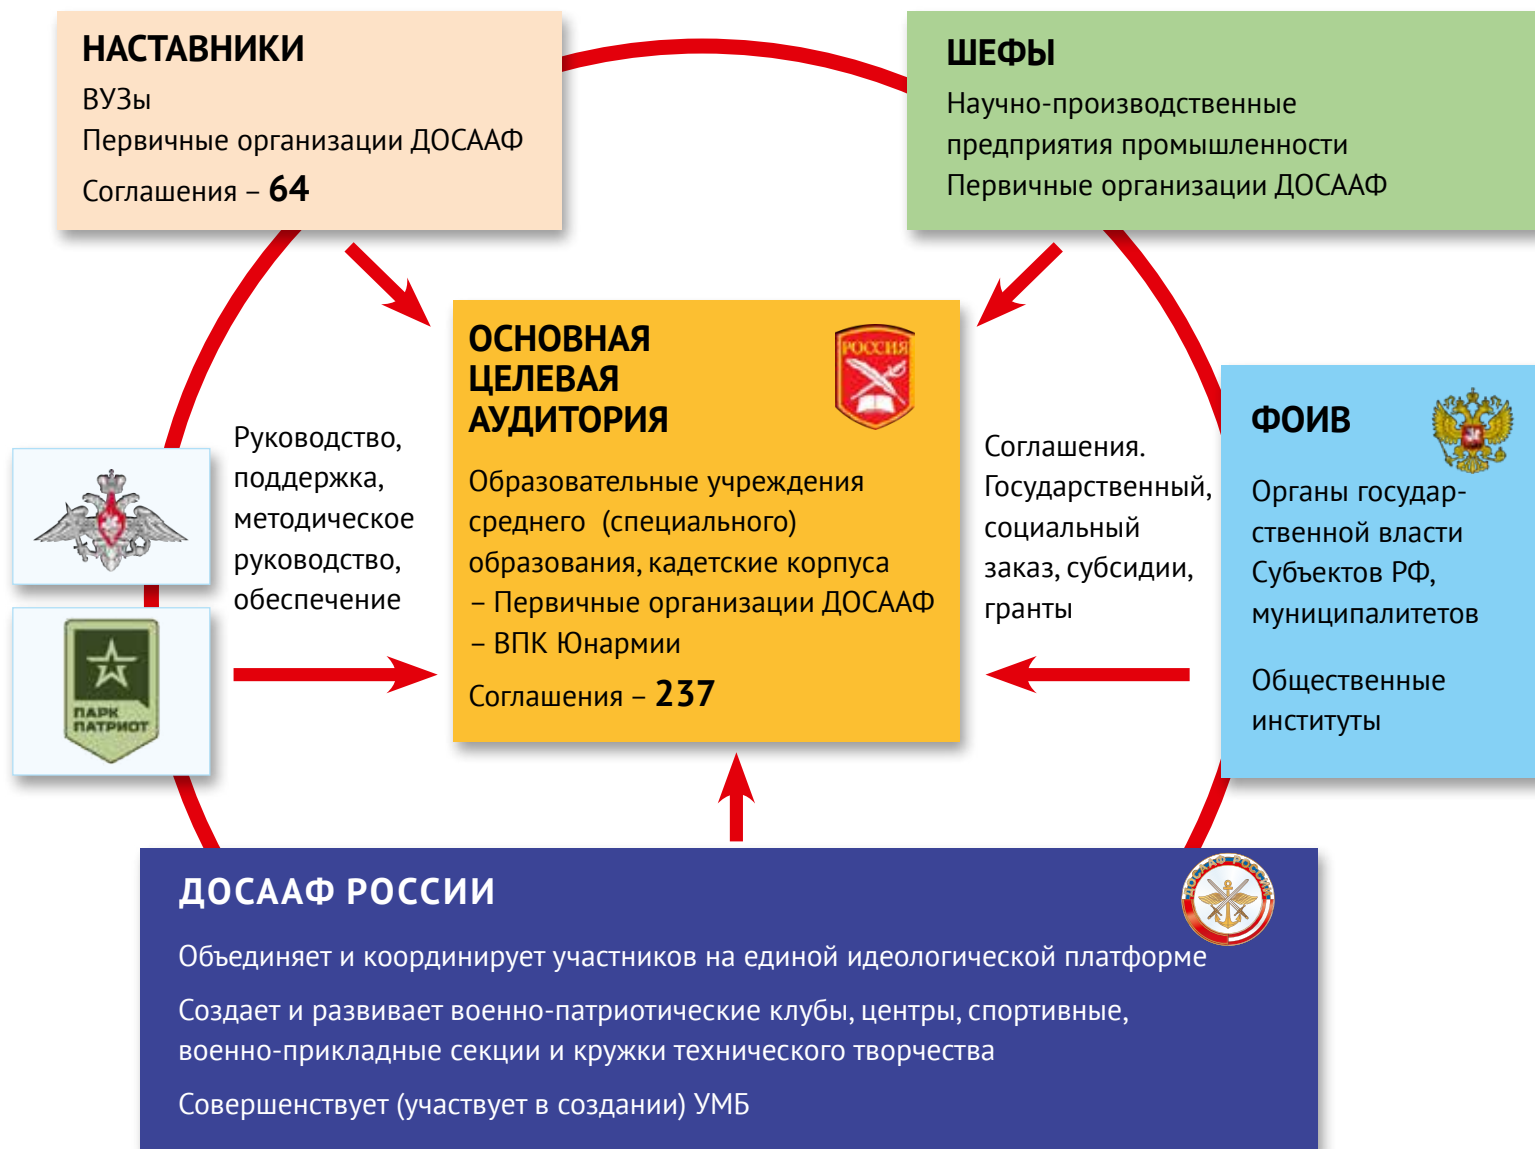 НАСТАВНИКИ
ВУЗы
Первичные организации ДОСААФ
Соглашения – 64
ШЕФЫ
Научно-производственные
предприятия промышленности
Первичные организации ДОСААФ
ОСНОВНАЯ
ЦЕЛЕВАЯ
АУДИТОРИЯ
РОССИЯ
Образовательные учреждения
среднего (специального)
образования, кадетские корпуса
– Первичные организации ДОСААФ
– ВПК Юнармии
Соглашения – 237
Руководство,
поддержка,
методическое
руководство,
обеспечение
ПАРК
ПАТРИОТ
Соглашения.
Государственный,
социальный
заказ, субсидии,
гранты
ФОИВ
Органы государ-
ственной власти
Субъектов РФ,
муниципалитетов
Общественные
институты
ДОСААФ РОССИИ
ДОСААФ РОССИИ
Объединяет и координирует участников на единой идеологической платформе
Создает и развивает военно-патриотические клубы, центры, спортивные,
военно-прикладные секции и кружки технического творчества
Совершенствует (участвует в создании) УМБ